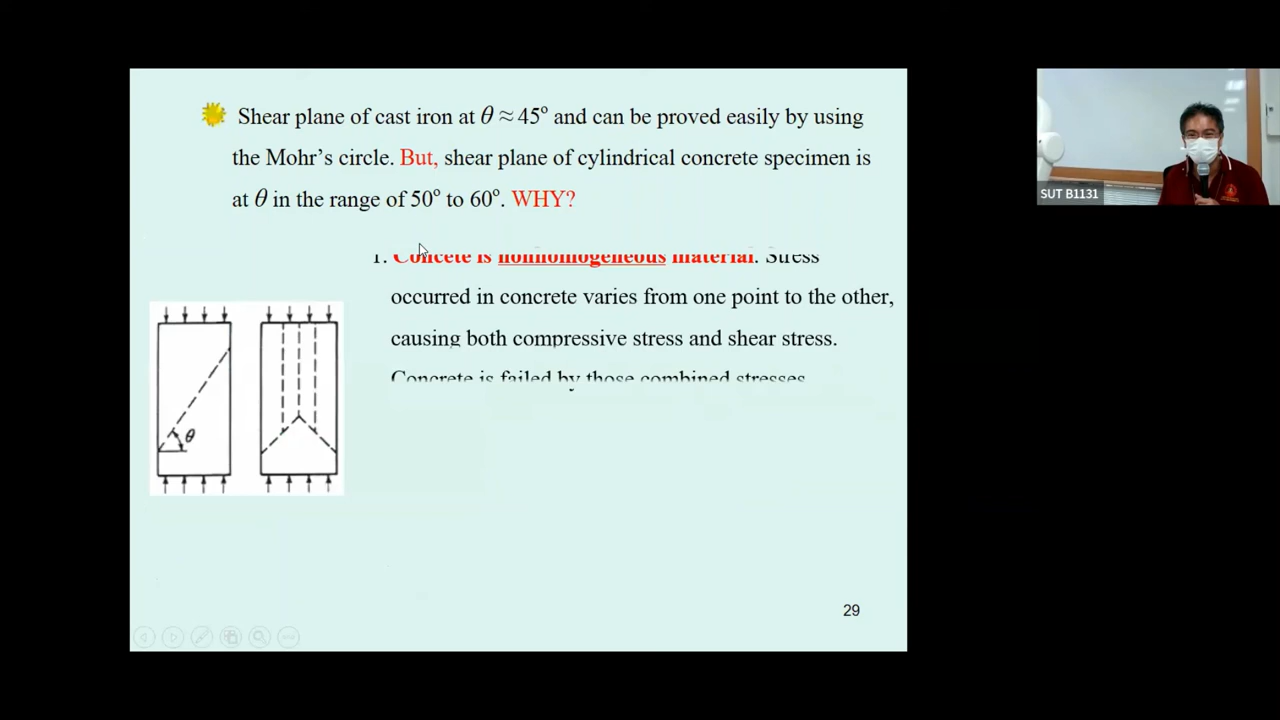 Shear plane of cast iron at θ ≈ 45° and can be proved easily by using
the Mohr's circle. But, shear plane of cylindrical concrete specimen is
at θ in the range of 50° to 60°. WHY?
1. Concete is nonhomogeneous material. Stress
occurred in concrete varies from one point to the other,
causing both compressive stress and shear stress.
Concrete is failed by those combined stresses
θ
29
SUT B1131